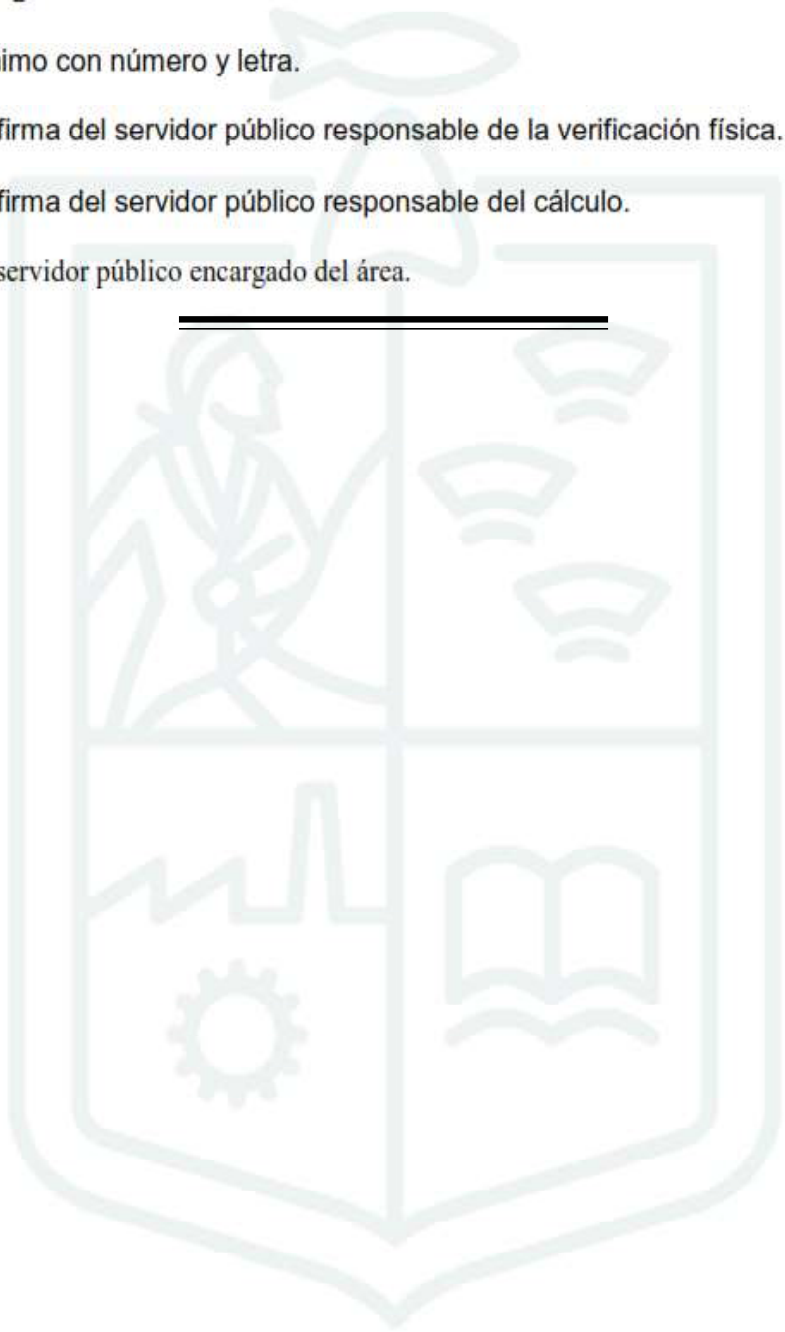 imo con número y letra.
firma del servidor público responsable de la verificación física.
firma del servidor público responsable del cálculo.
servidor público encargado del área.